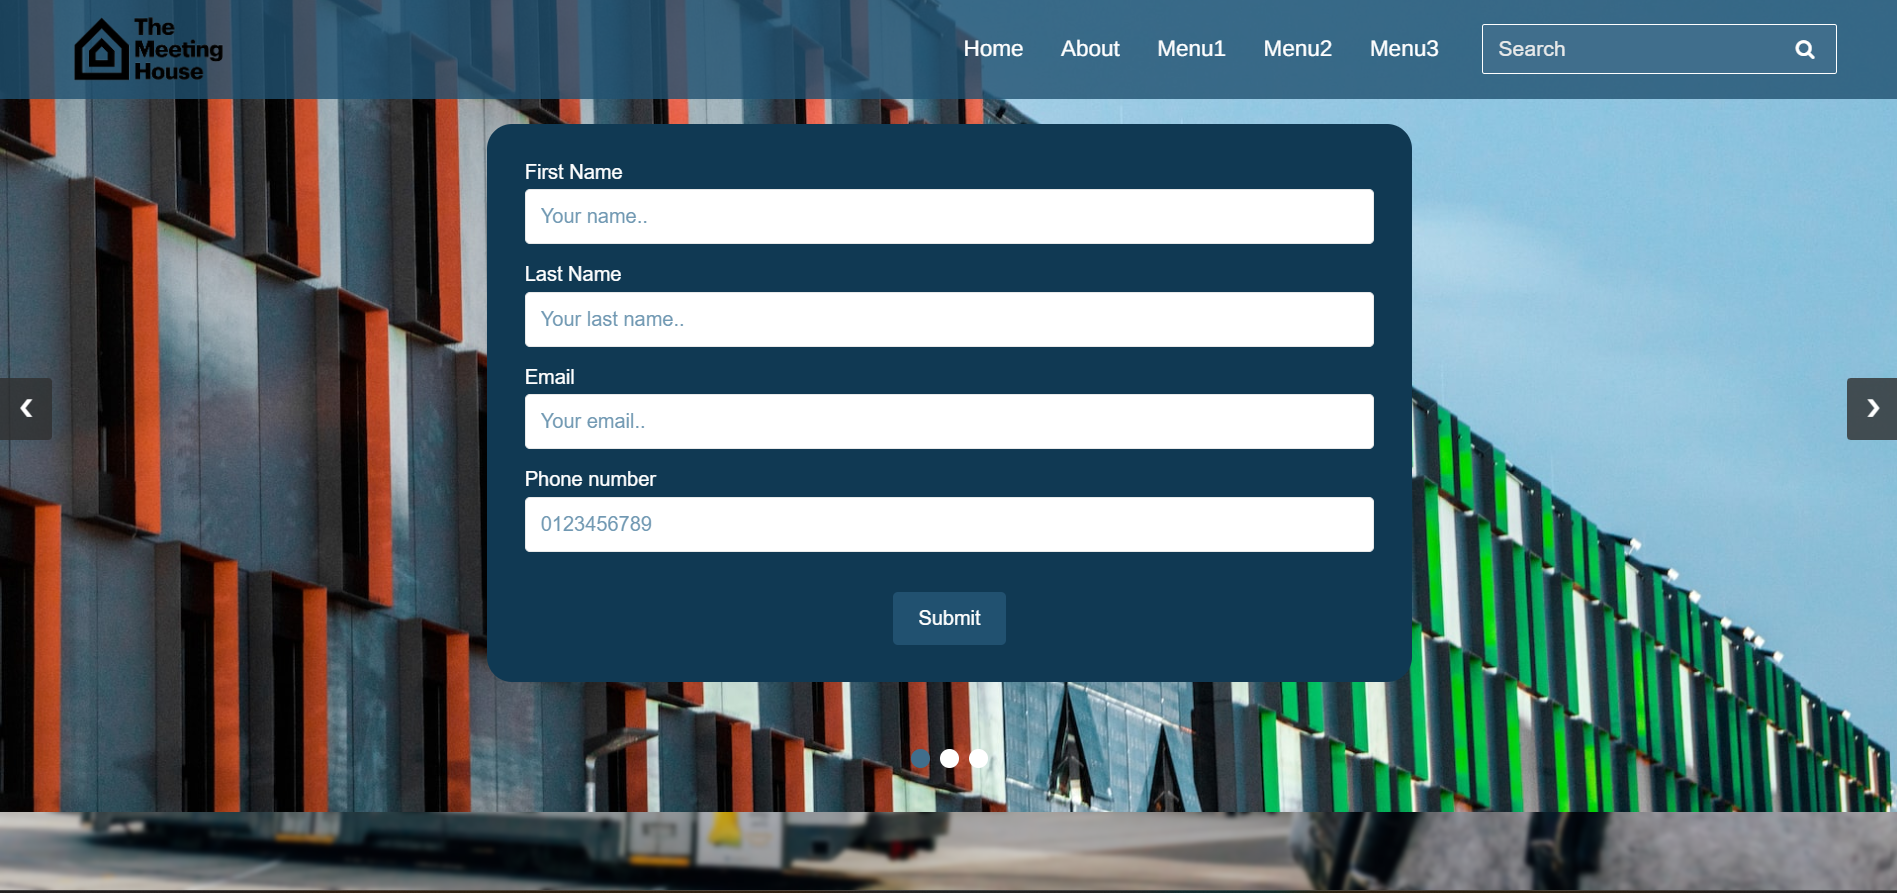 The
Meeting
House
Home About Menu1 Menu2 Menu3 Search
First Name
Your name..
Last Name
Your last name..
Email
Your email..
Phone number
0123456789
Submit